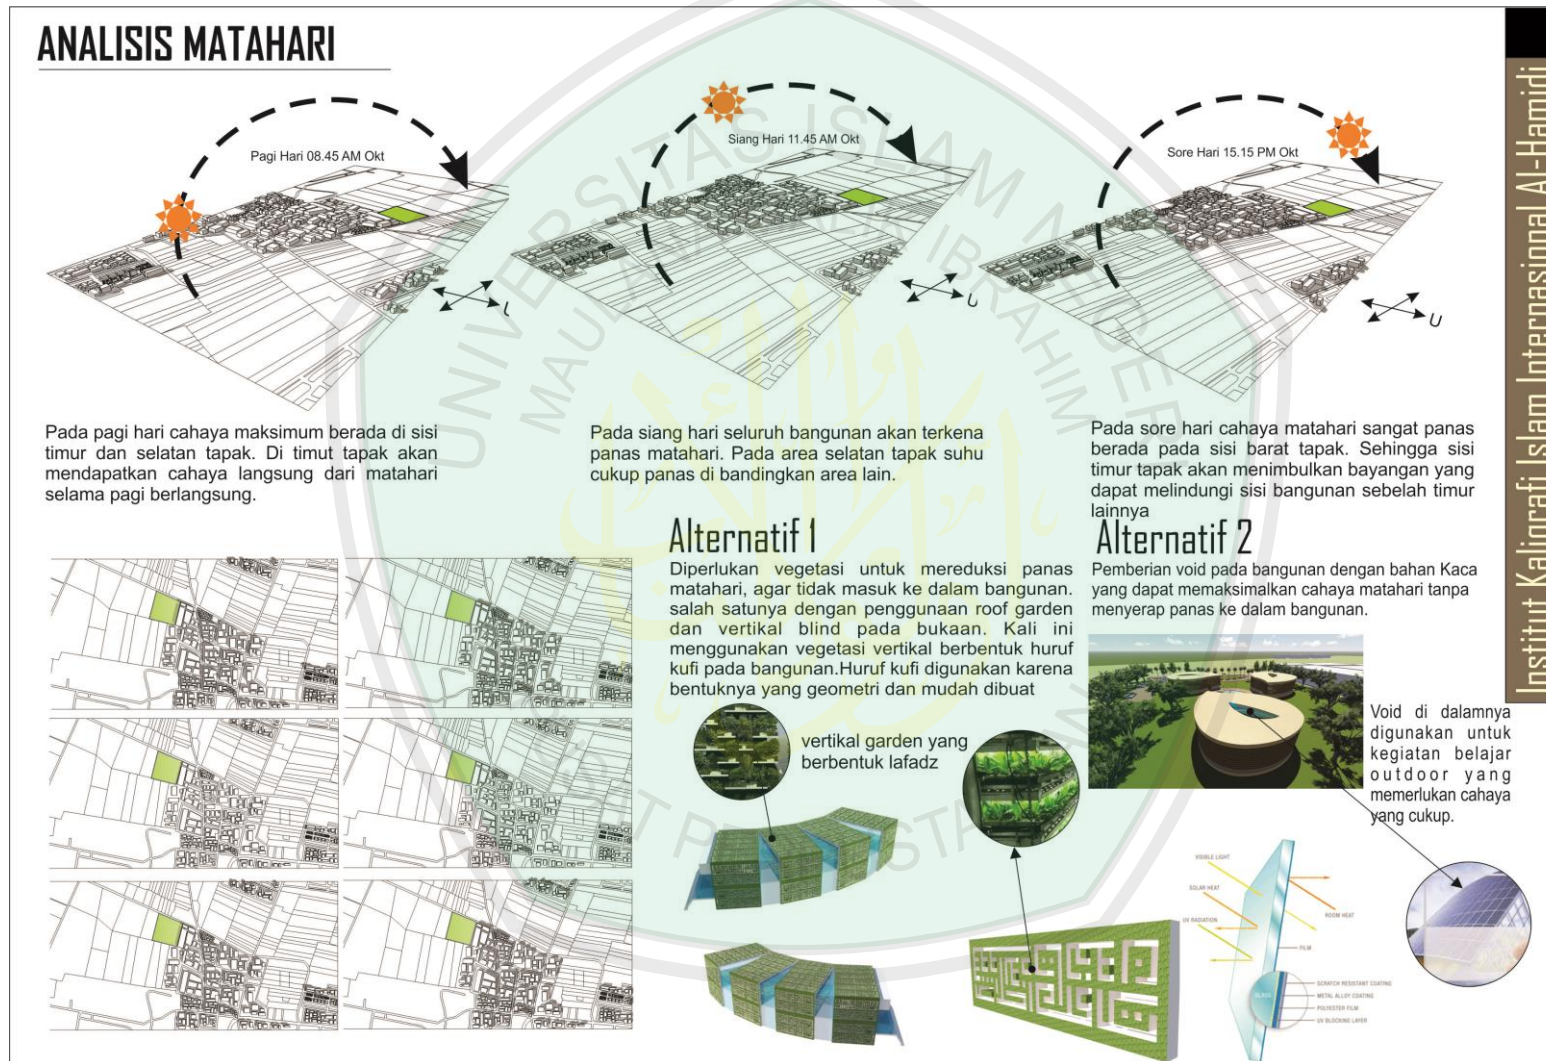 ANALISIS MATAHARI
Pagi Hari 08.45 AM Okt
Siang Hari 11.45 AM Okt
Sore Hari 15.15 PM Okt
U
U
Pada pagi hari cahaya maksimum berada di sisi
timur dan selatan tapak. Di timut tapak akan
mendapatkan cahaya langsung dari matahari
selama pagi berlangsung.
Pada siang hari seluruh bangunan akan terkena
panas matahari. Pada area selatan tapak suhu
cukup panas di bandingkan area lain.
Pada sore hari cahaya matahari sangat panas
berada pada sisi barat tapak. Sehingga sisi
timur tapak akan menimbulkan bayangan yang
dapat melindungi sisi bangunan sebelah timur
lainnya
Alternatif 1
Diperlukan vegetasi untuk mereduksi panas
matahari, agar tidak masuk ke dalam bangunan.
salah satunya dengan penggunaan roof garden
dan vertikal blind pada bukaan. Kali ini
menggunakan vegetasi vertikal berbentuk huruf
kufi pada bangunan.Huruf kufi digunakan karena
bentuknya yang geometri dan mudah dibuat
vertikal garden yang
berbentuk lafadz
Alternatif 2
Pemberian void pada bangunan dengan bahan Kaca
yang dapat memaksimalkan cahaya matahari tanpa
menyerap panas ke dalam bangunan.
Void di dalamnya
digunakan untuk
kegiatan belajar
outdoor yang
memerlukan cahaya
yang cukup.
VISIBLE LIGHT
SOLAR HEAT
UV RADIATION
ROOM HEAT
FILM
GLASS
SCRATCH RESISTANT COATING
METAL ALLOY COATING
POLYESTER FILM
UV BLOCKING LAYER
Institut Kaligrafi Islam Internasional Al-Hamidi
UNIVERSITAS ISLAM NEGERI
MAULANA MALIK IBRAHIM